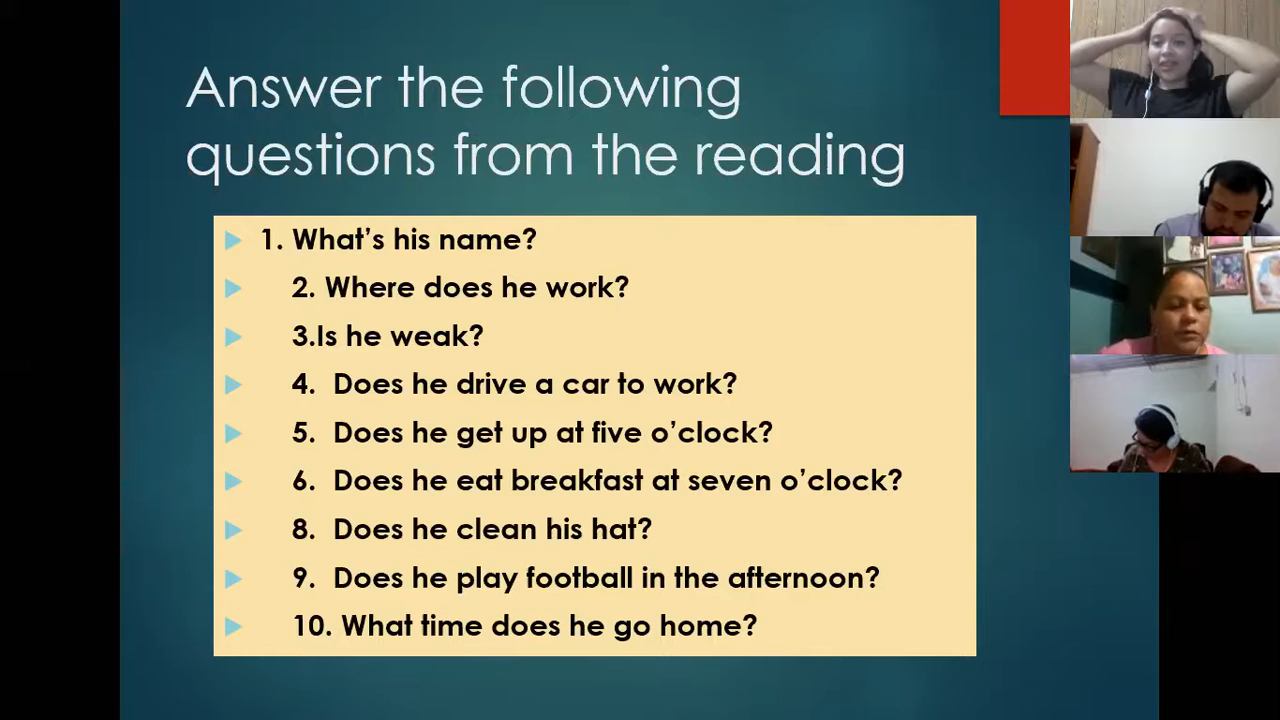 Answer the following
questions from the reading
1. What's his name?
2. Where does he work?
3.Is he weak?
4. Does he drive a car to work?
5. Does he get up at five o'clock?
6. Does he eat breakfast at seven o'clock?
8. Does he clean his hat?
9. Does he play football in the afternoon?
10. What time does he go home?